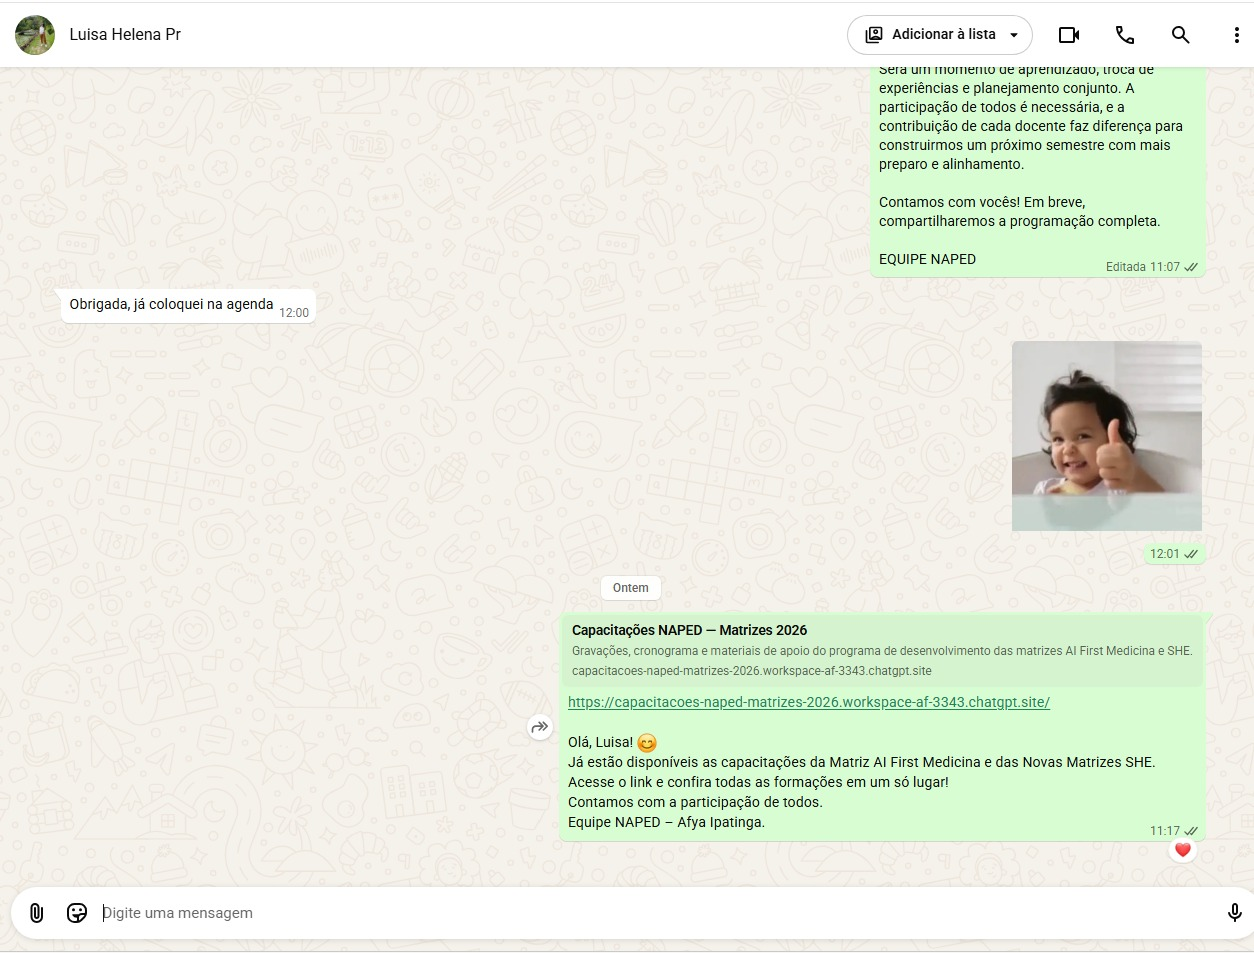 Luisa Helena Pr
Adicionar à lista
Será um momento de aprendizado, troca de
experiências e planejamento conjunto. A
participação de todos é necessária, e a
contribuição de cada docente faz diferença para
construirmos um próximo semestre com mais
preparo e alinhamento.
Contamos com vocês! Em breve,
compartilharemos a programação completa.
EQUIPE NAPED
Editada 11:07
Obrigada, já coloquei na agenda 12:00
12:01
Ontem
Capacitações NAPED — Matrizes 2026
Gravações, cronograma e materiais de apoio do programa de desenvolvimento das matrizes AI First Medicina e SHE.
capacitacoes-naped-matrizes-2026.workspace-af-3343.chatgpt.site
https://capacitacoes-naped-matrizes-2026.workspace-af-3343.chatgpt.site/
Olá, Luisa! 😊
Já estão disponíveis as capacitações da Matriz AI First Medicina e das Novas Matrizes SHE.
Acesse o link e confira todas as formações em um só lugar!
Contamos com a participação de todos.
Equipe NAPED – Afya Ipatinga.
11:17
Digite uma mensagem